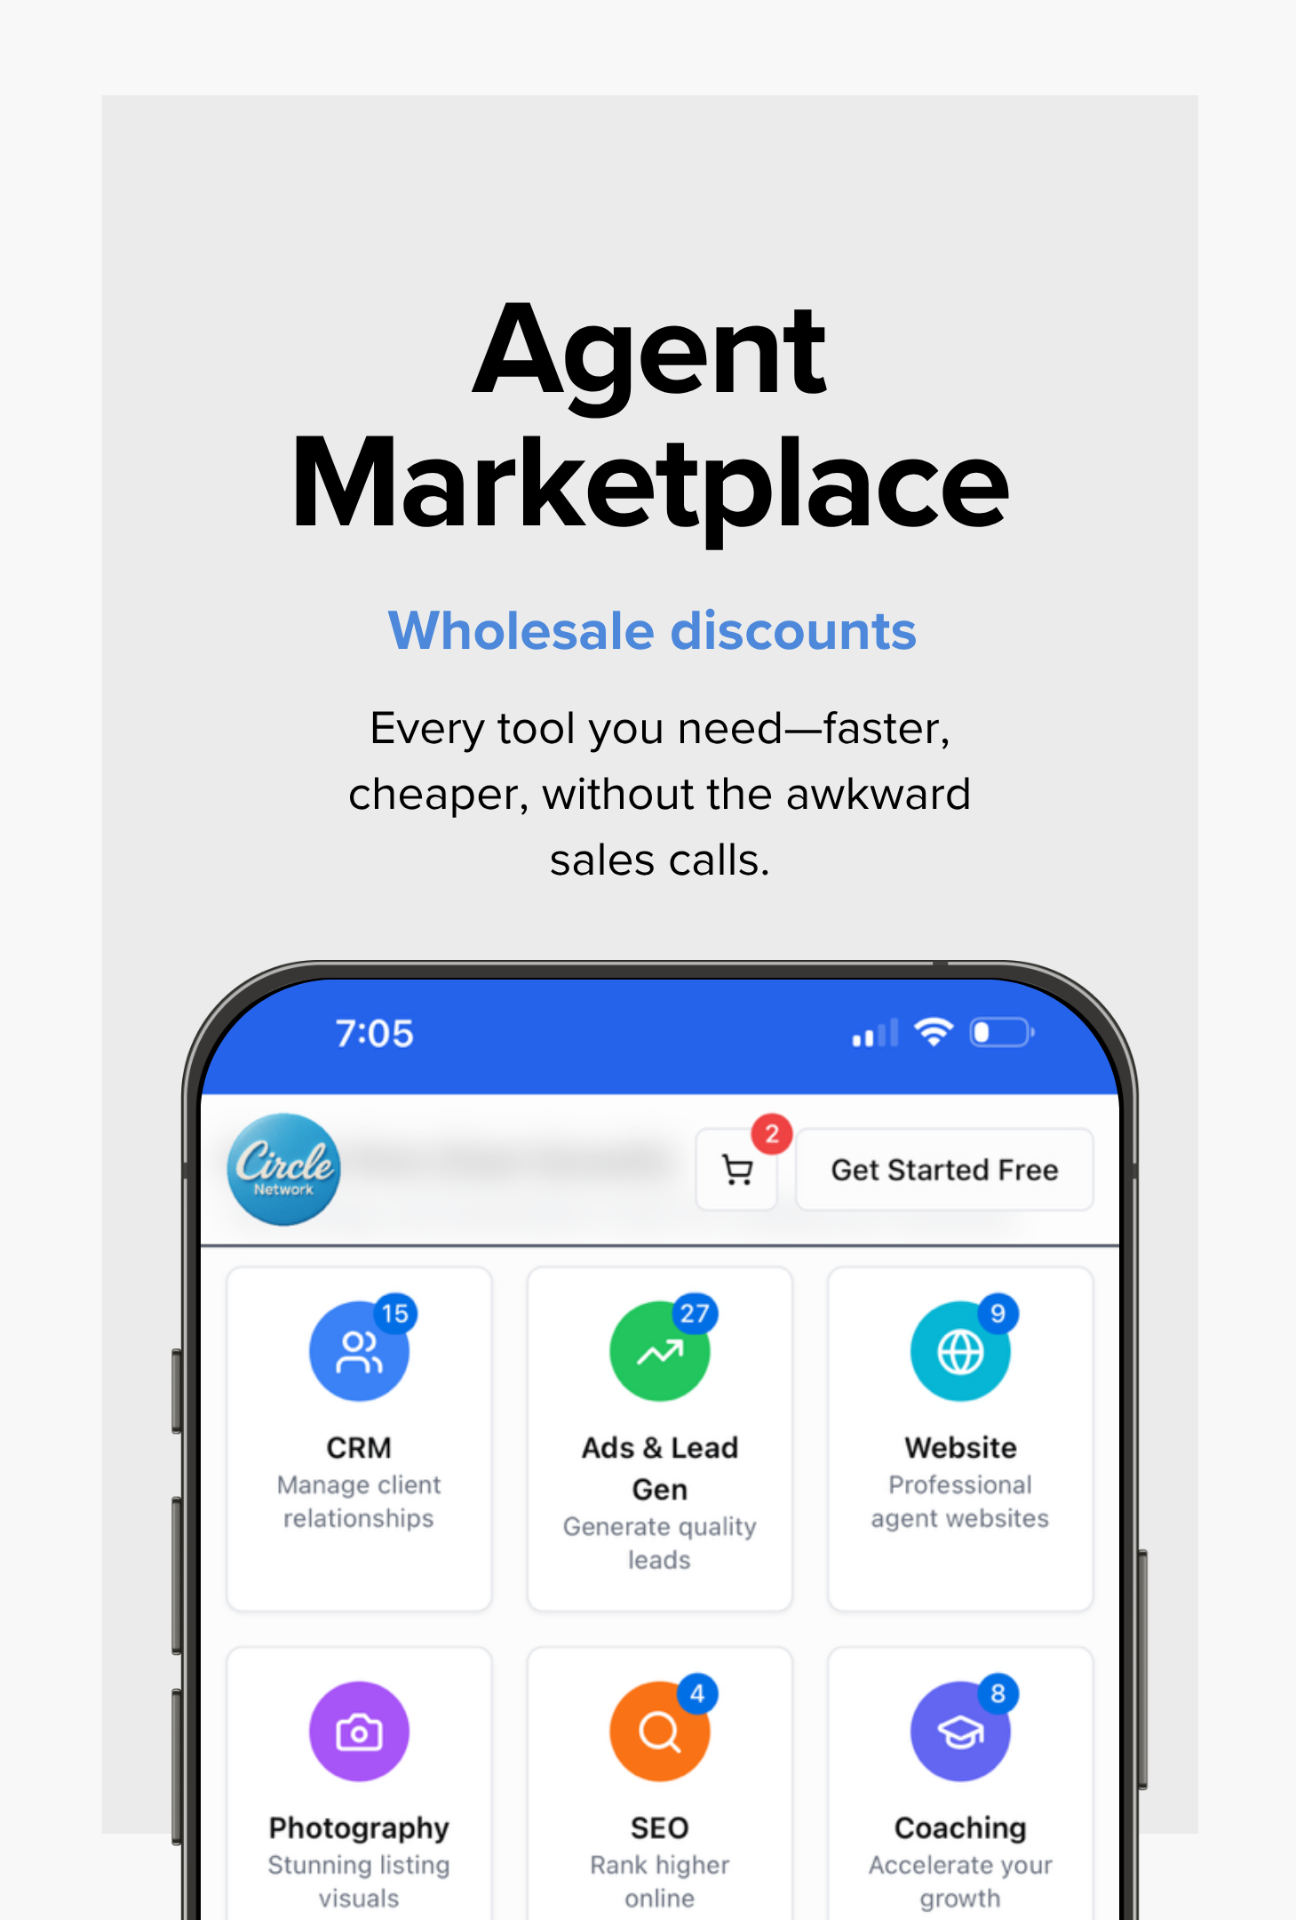 Agent
Marketplace
Wholesale discounts
Every tool you need—faster,
cheaper, without the awkward
sales calls.
7:05
Circle
Network
2
Get Started Free
15
27
9
CRM
Ads & Lead
Gen
Website
Manage client
relationships
Generate quality
leads
Professional
agent websites
4
8
Photography
SEO
Coaching
Stunning listing
visuals
Rank higher
online
Accelerate your
growth